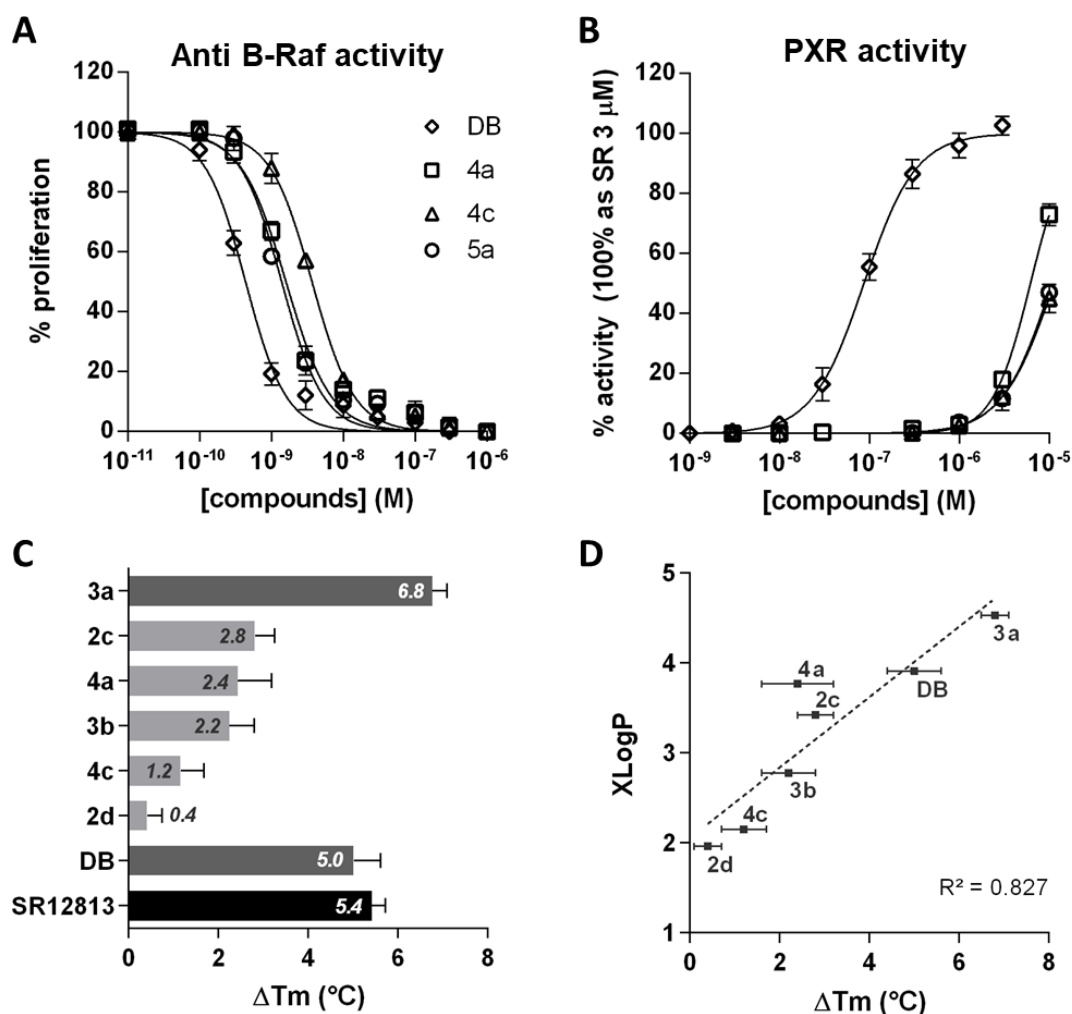 A
Anti B-Raf activity
120
100
80
60
40
20
0
% proliferation
DB
4a
4c
5a
10-11 10-10 10-9 10-8 10-7 10-6
[compounds] (M)
B
PXR activity
120
100
80
60
40
20
0
% activity (100% as SR 3 μM)
10-9 10-8 10-7 10-6 10-5
[compounds] (M)
C
3a 6.8
2c 2.8
4a 2.4
3b 2.2
4c 1.2
2d 0.4
DB 5.0
SR12813 5.4
0 2 4 6 8
ΔTm (°C)
D
5
4
3
2
1
XLogP
3a
4a
DB
2c
3b
4c
2d
R² = 0.827
0 2 4 6 8
ΔTm (°C)